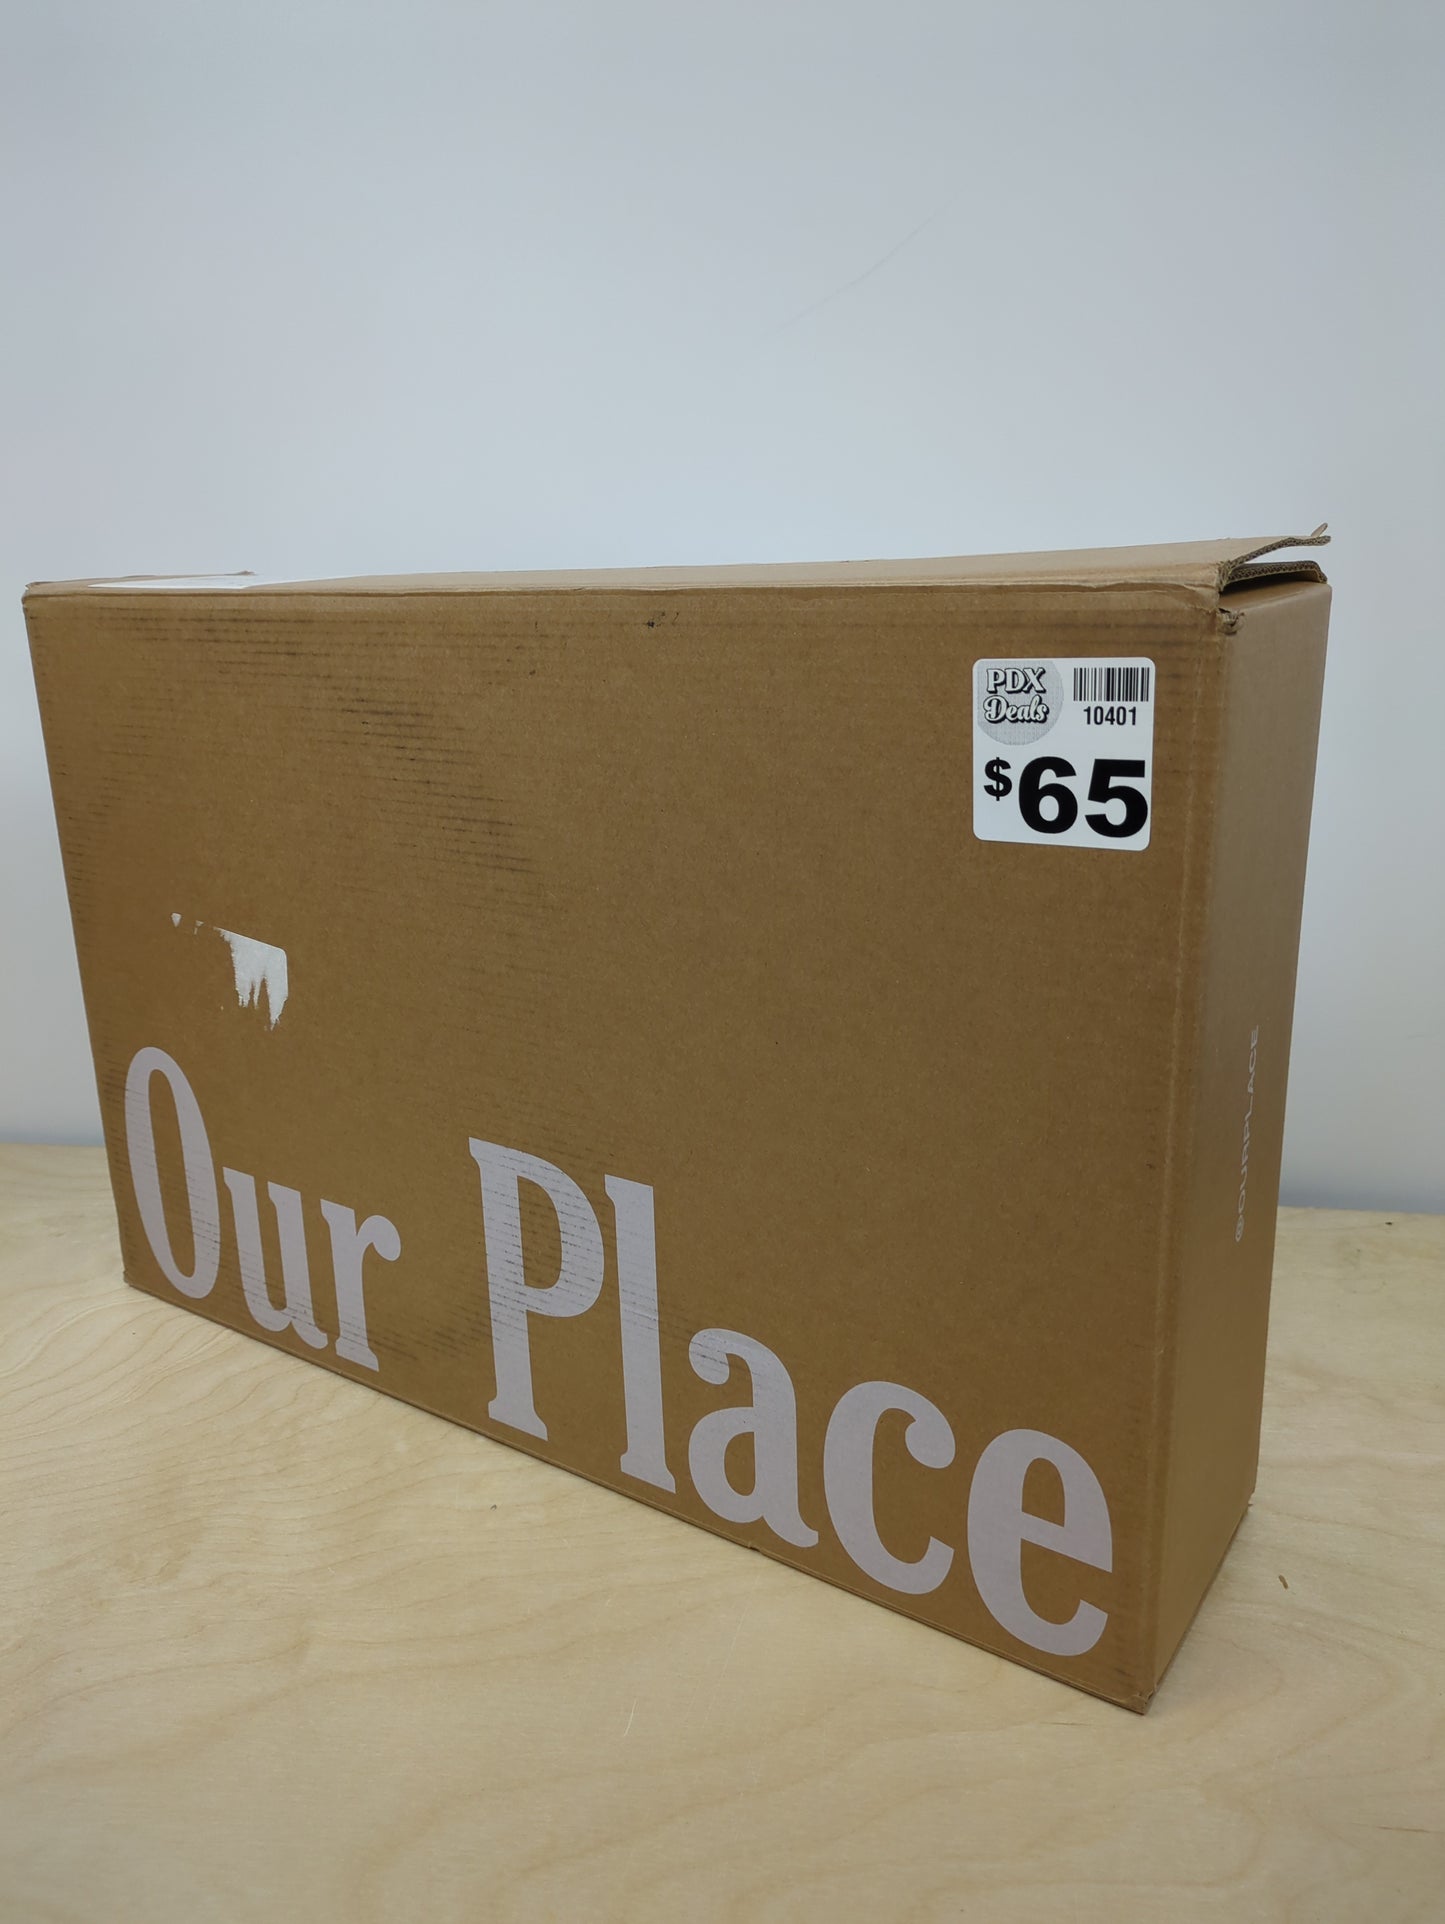 PDX
Deals
10401
$65
Our Place
@OURPLACE